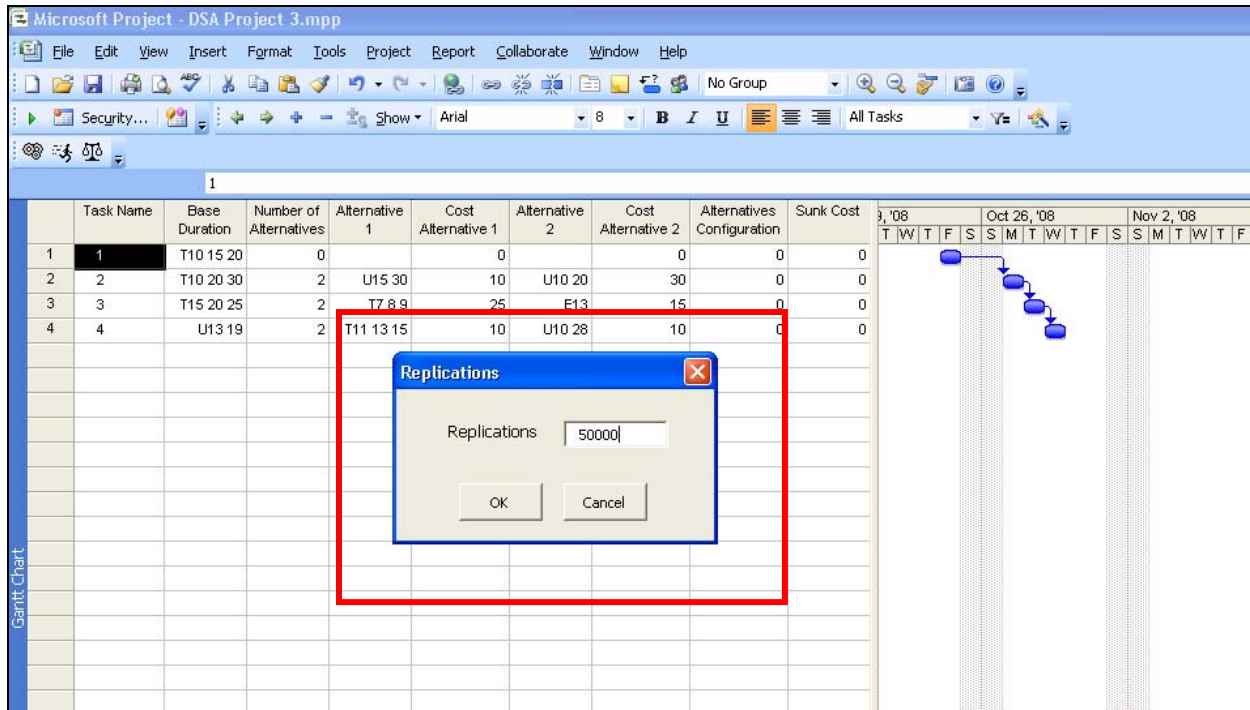 Microsoft Project - DSA Project 3.mpp
File Edit View Insert Format Tools Project Report Collaborate Window Help
ABC No Group
Security... Show Arial 8 B I U All Tasks
1
Task Name Base Duration Number of Alternatives Alternative 1 Cost Alternative 1 Alternative 2 Cost Alternative 2 Alternatives Configuration Sunk Cost
9, '08 Oct 26, '08 Nov 2, '08
T W T F S S M T W T F S S M T W T F
1 1 T10 15 20 0 0 0 0 0
2 2 T10 20 30 2 U15 30 10 U10 20 30 0 0
3 3 T15 20 25 2 T7 8 9 25 E13 15 0 0
4 4 U13 19 2 T11 13 15 10 U10 28 10 0 0
Replications
Replications 50000
OK Cancel
Gantt Chart